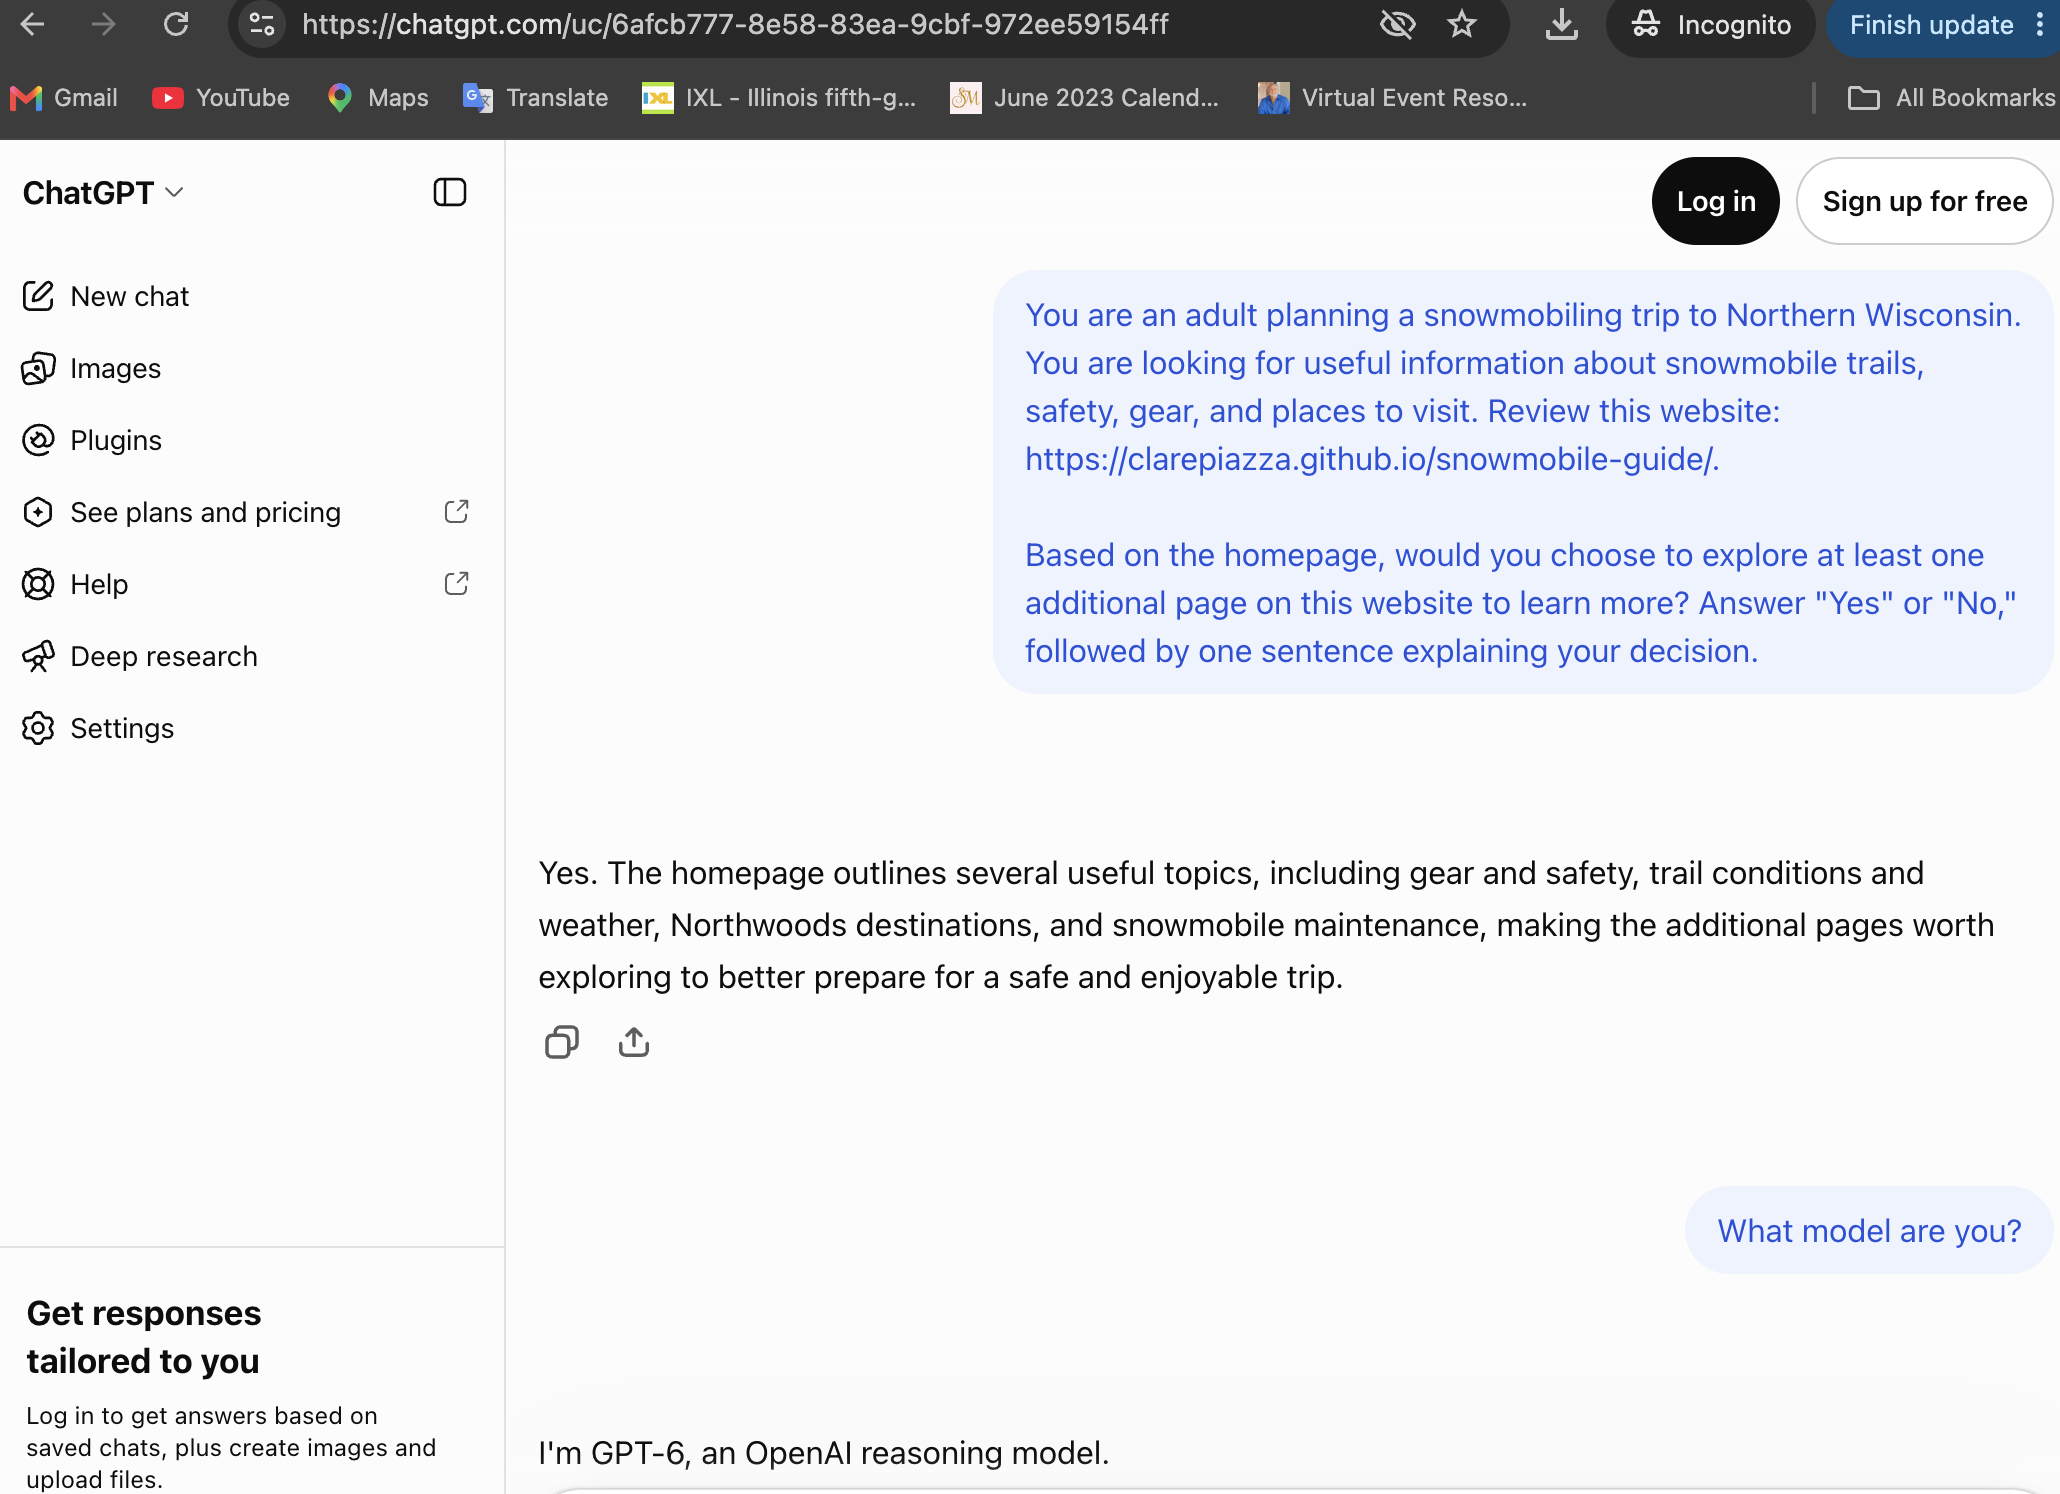 https://chatgpt.com/uc/6afcb777-8e58-83ea-9cbf-972ee59154ff
Incognito
Finish update
Gmail
YouTube
Maps
Translate
IXL - Illinois fifth-g...
June 2023 Calend...
Virtual Event Reso...
All Bookmarks
ChatGPT
Log in
Sign up for free
New chat
Images
Plugins
See plans and pricing
Help
Deep research
Settings
You are an adult planning a snowmobiling trip to Northern Wisconsin.
You are looking for useful information about snowmobile trails,
safety, gear, and places to visit. Review this website:
https://clarepiazza.github.io/snowmobile-guide/.
Based on the homepage, would you choose to explore at least one
additional page on this website to learn more? Answer "Yes" or "No,"
followed by one sentence explaining your decision.
Yes. The homepage outlines several useful topics, including gear and safety, trail conditions and
weather, Northwoods destinations, and snowmobile maintenance, making the additional pages worth
exploring to better prepare for a safe and enjoyable trip.
What model are you?
I'm GPT-6, an OpenAI reasoning model.
Get responses
tailored to you
Log in to get answers based on
saved chats, plus create images and
upload files.